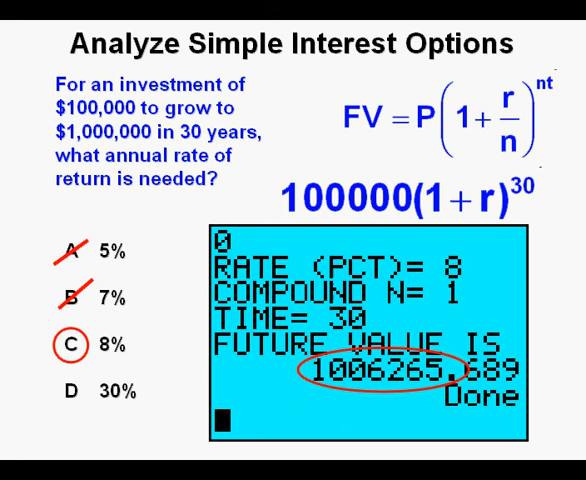 Analyze Simple Interest Options
For an investment of
$100,000 to grow to
$1,000,000 in 30 years,
what annual rate of
return is needed?
FV = P(1 + r/n)^nt
100000(1 + r)^30
A 5%
B 7%
C 8%
D 30%
0
RATE (PCT)= 8
COMPOUND N= 1
TIME= 30
FUTURE VALUE IS
1006265.689
Done